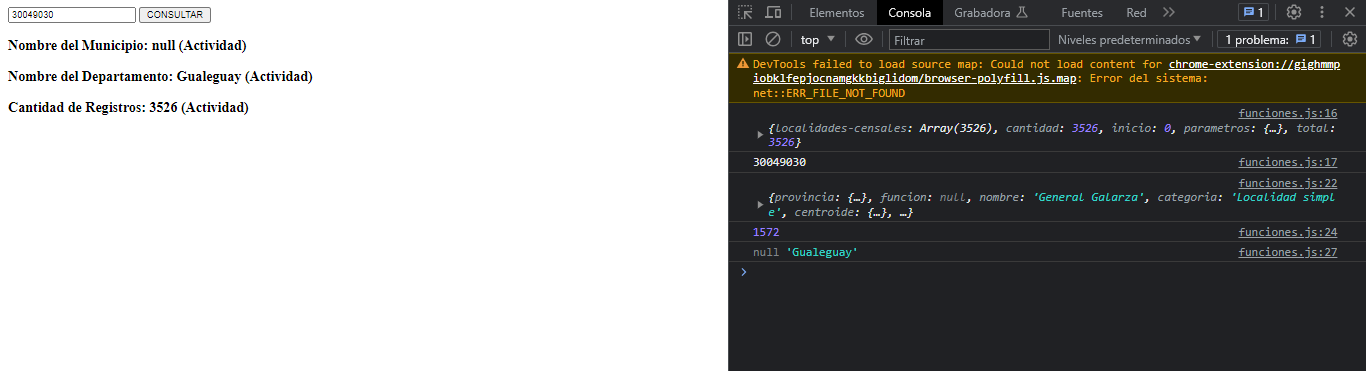 30049030 CONSULTAR
Nombre del Municipio: null (Actividad)
Nombre del Departamento: Gualeguay (Actividad)
Cantidad de Registros: 3526 (Actividad)
Elementos Consola Grabadora Fuentes Red 1
top Filtrar Niveles predeterminados 1 problema: 1
DevTools failed to load source map: Could not load content for chrome-extension://gighmmp
iobklfepjocnamgkkbiglidom/browser-polyfill.js.map: Error del sistema:
net::ERR_FILE_NOT_FOUND
funciones.js:16
{localidades-censales: Array(3526), cantidad: 3526, inicio: 0, parametros: {…}, total:
3526}
30049030 funciones.js:17
funciones.js:22
{provincia: {…}, funcion: null, nombre: 'General Galarza', categoria: 'Localidad simpl
e', centroide: {…}, …}
1572 funciones.js:24
null 'Gualeguay' funciones.js:27